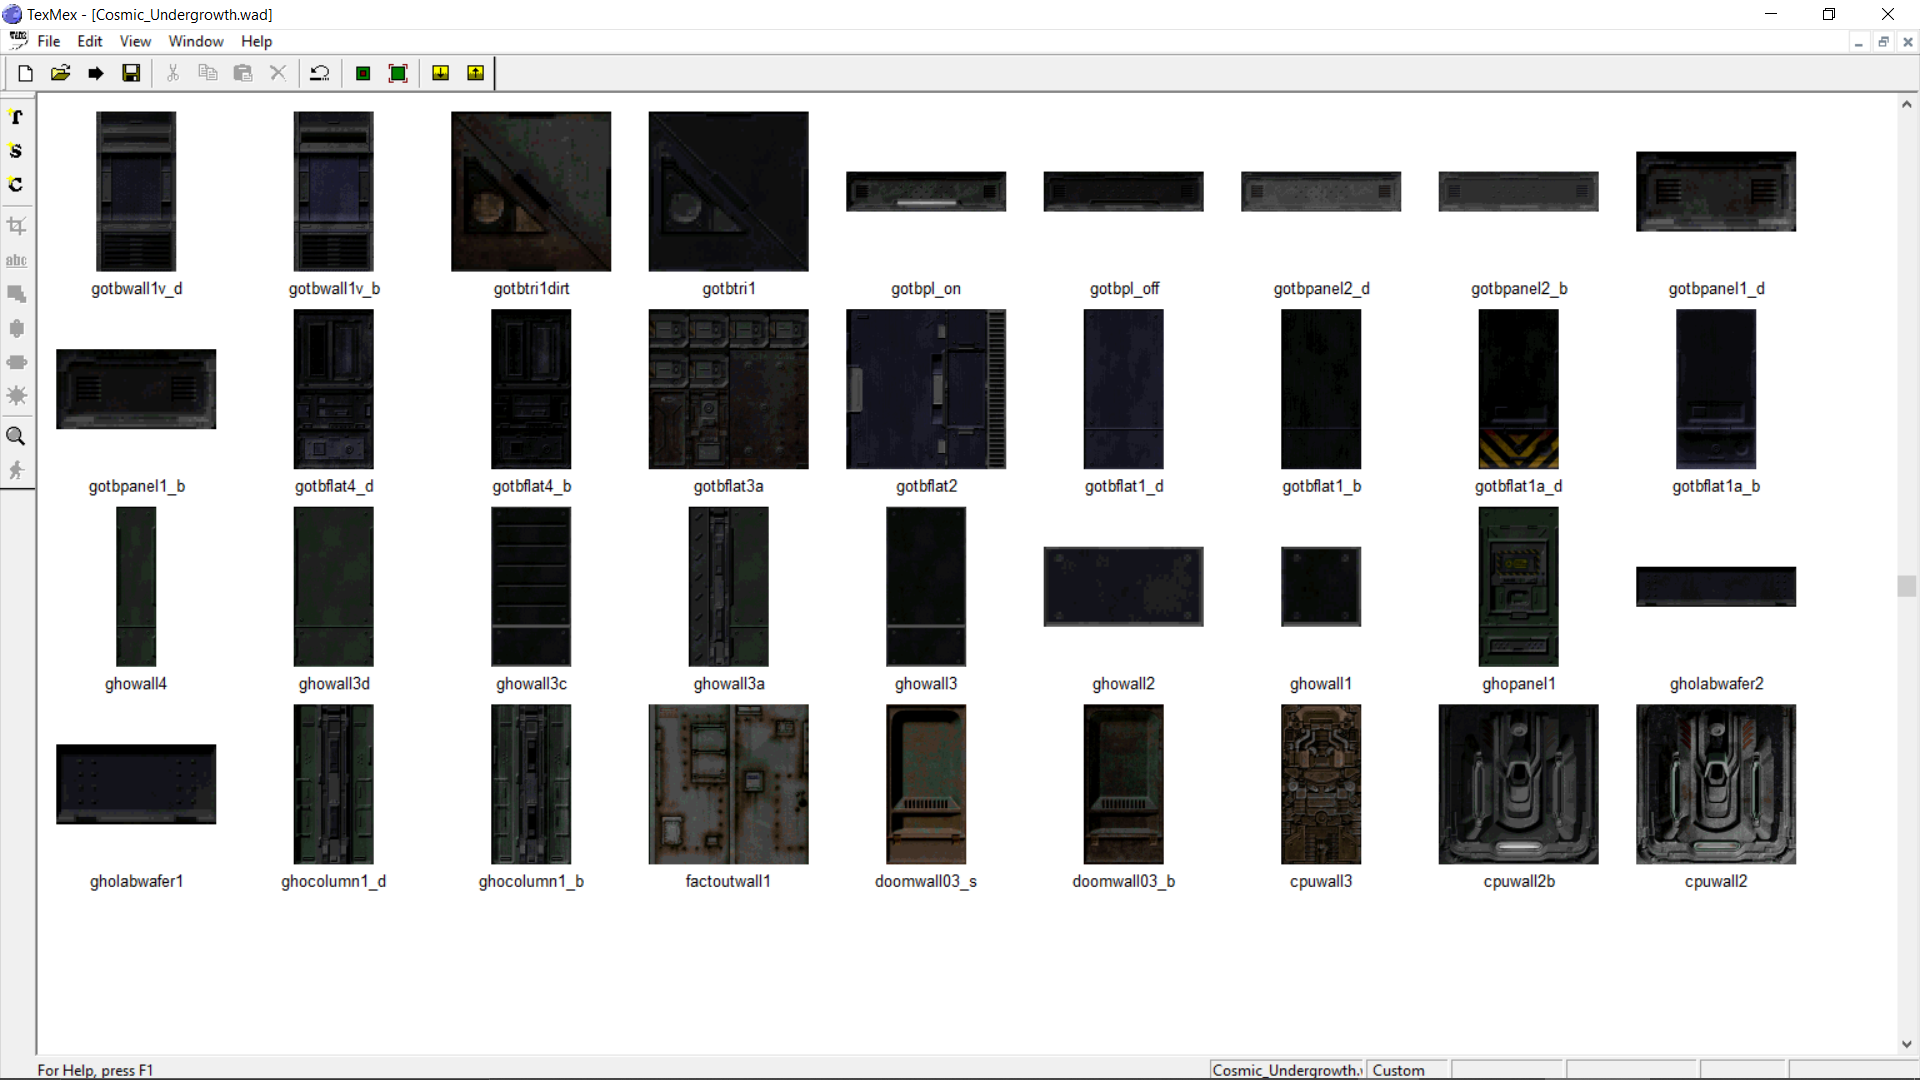 TexMex - [Cosmic_Undergrowth.wad]
File Edit View Window Help
T
S
C
abc
gotbwall1v_d gotbwall1v_b gotbtri1dirt gotbtri1 gotbpl_on gotbpl_off gotbpanel2_d gotbpanel2_b gotbpanel1_d
gotbpanel1_b gotbflat4_d gotbflat4_b gotbflat3a gotbflat2 gotbflat1_d gotbflat1_b gotbflat1a_d gotbflat1a_b
ghowall4 ghowall3d ghowall3c ghowall3a ghowall3 ghowall2 ghowall1 ghopanel1 gholabwafer2
gholabwafer1 ghocolumn1_d ghocolumn1_b factoutwall1 doomwall03_s doomwall03_b cpuwall3 cpuwall2b cpuwall2
For Help, press F1 Cosmic_Undergrowth. Custom